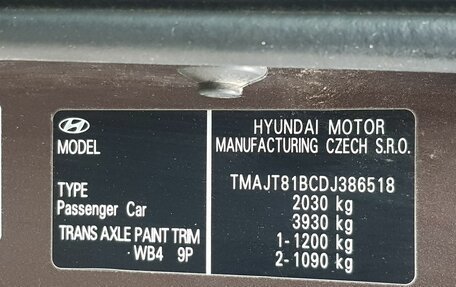 MODEL
TYPE
Passenger Car
TRANS AXLE PAINT TRIM
WB4 9P
HYUNDAI MOTOR
MANUFACTURING CZECH S.R.O.
TMAJT81BCDJ386518
2030 kg
3930 kg
1-1200 kg
2-1090 kg